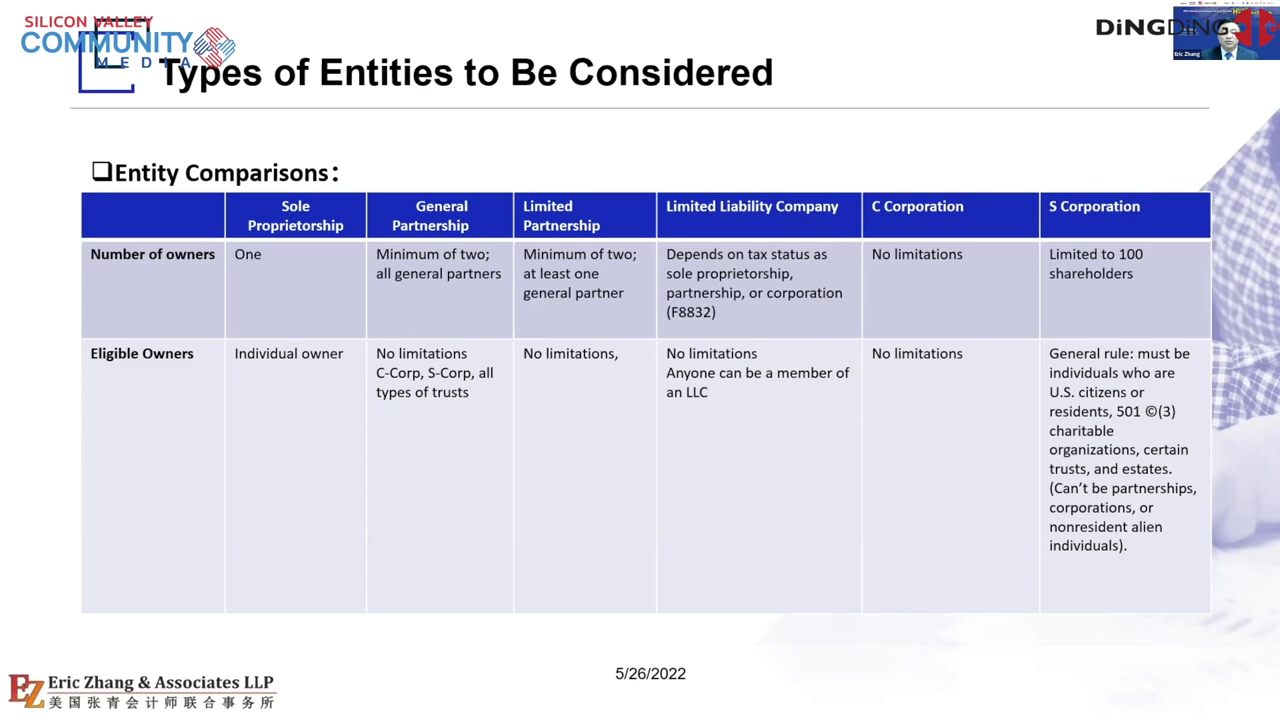 SILICON VALLEY
COMMUNITY
MEDIA
DiNGDiNG
Eric Zhang
Types of Entities to Be Considered
❑Entity Comparisons：
Sole
Proprietorship
General
Partnership
Limited
Partnership
Limited Liability Company
C Corporation
S Corporation
Number of owners
One
Minimum of two;
all general partners
Minimum of two;
at least one
general partner
Depends on tax status as
sole proprietorship,
partnership, or corporation
(F8832)
No limitations
Limited to 100
shareholders
Eligible Owners
Individual owner
No limitations
C-Corp, S-Corp, all
types of trusts
No limitations,
No limitations
Anyone can be a member of
an LLC
No limitations
General rule: must be
individuals who are
U.S. citizens or
residents, 501 ©(3)
charitable
organizations, certain
trusts, and estates.
(Can't be partnerships,
corporations, or
nonresident alien
individuals).
EZ
Eric Zhang & Associates LLP
美国张青会计师联合事务所
5/26/2022